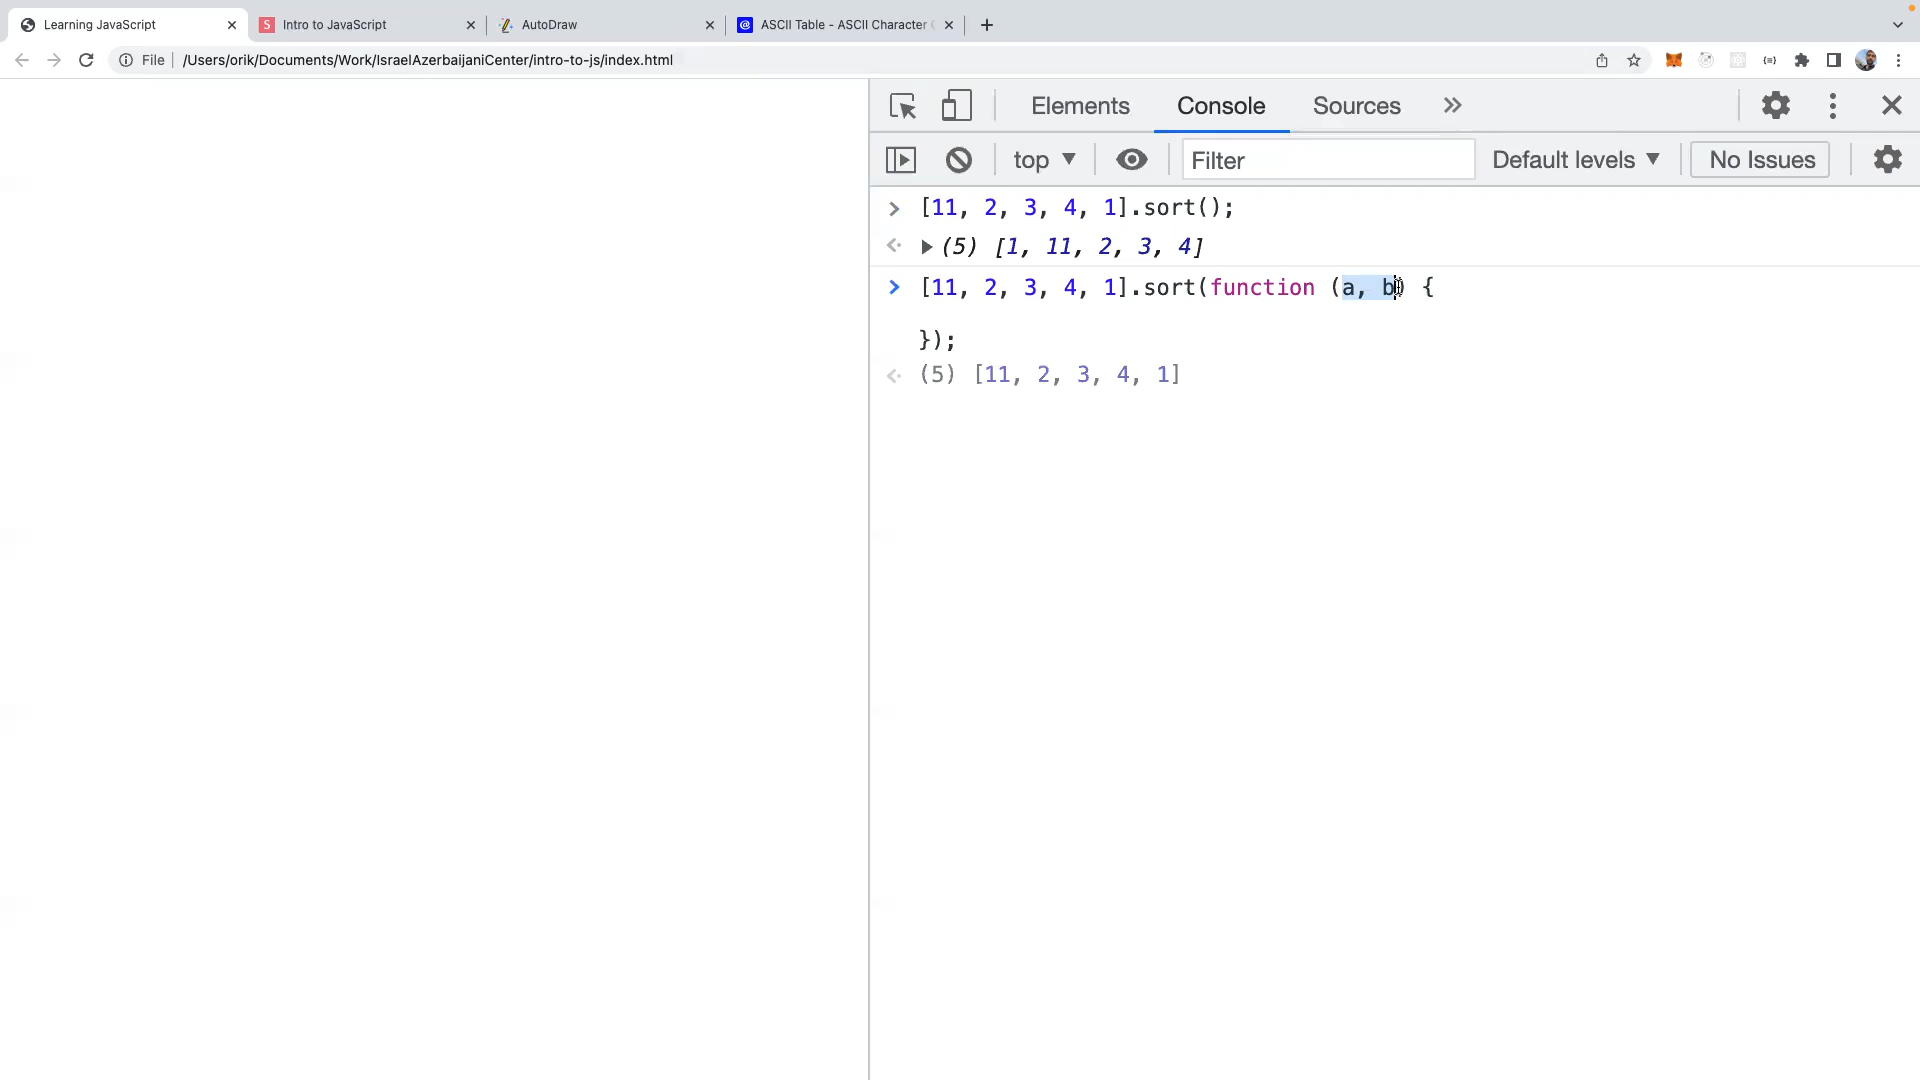 Learning JavaScript
S Intro to JavaScript
AutoDraw
@ ASCII Table - ASCII Character
File /Users/orik/Documents/Work/IsraelAzerbaijaniCenter/intro-to-js/index.html
Elements Console Sources
top Filter Default levels No Issues
[11, 2, 3, 4, 1].sort();
(5) [1, 11, 2, 3, 4]
[11, 2, 3, 4, 1].sort(function (a, b) {
});
(5) [11, 2, 3, 4, 1]